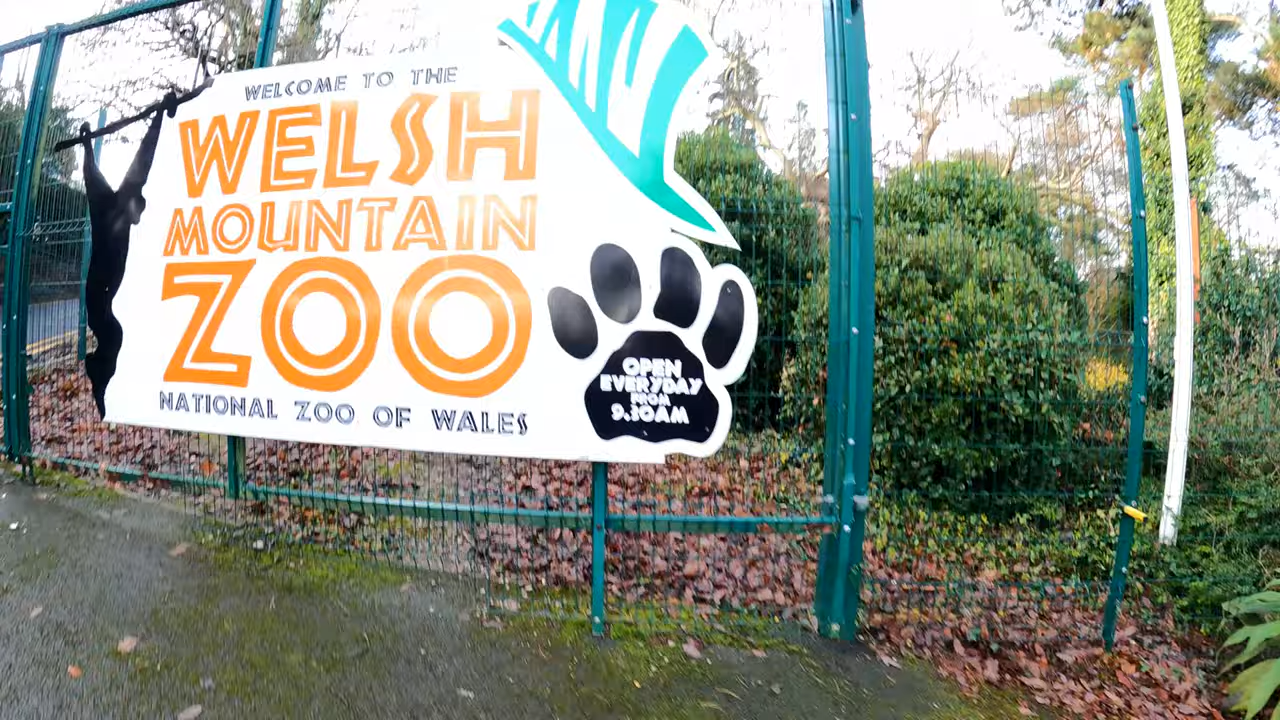 WELCOME TO THE
WELSH
MOUNTAIN
ZOO
NATIONAL ZOO OF WALES
OPEN
EVERYDAY
FROM
9.30AM